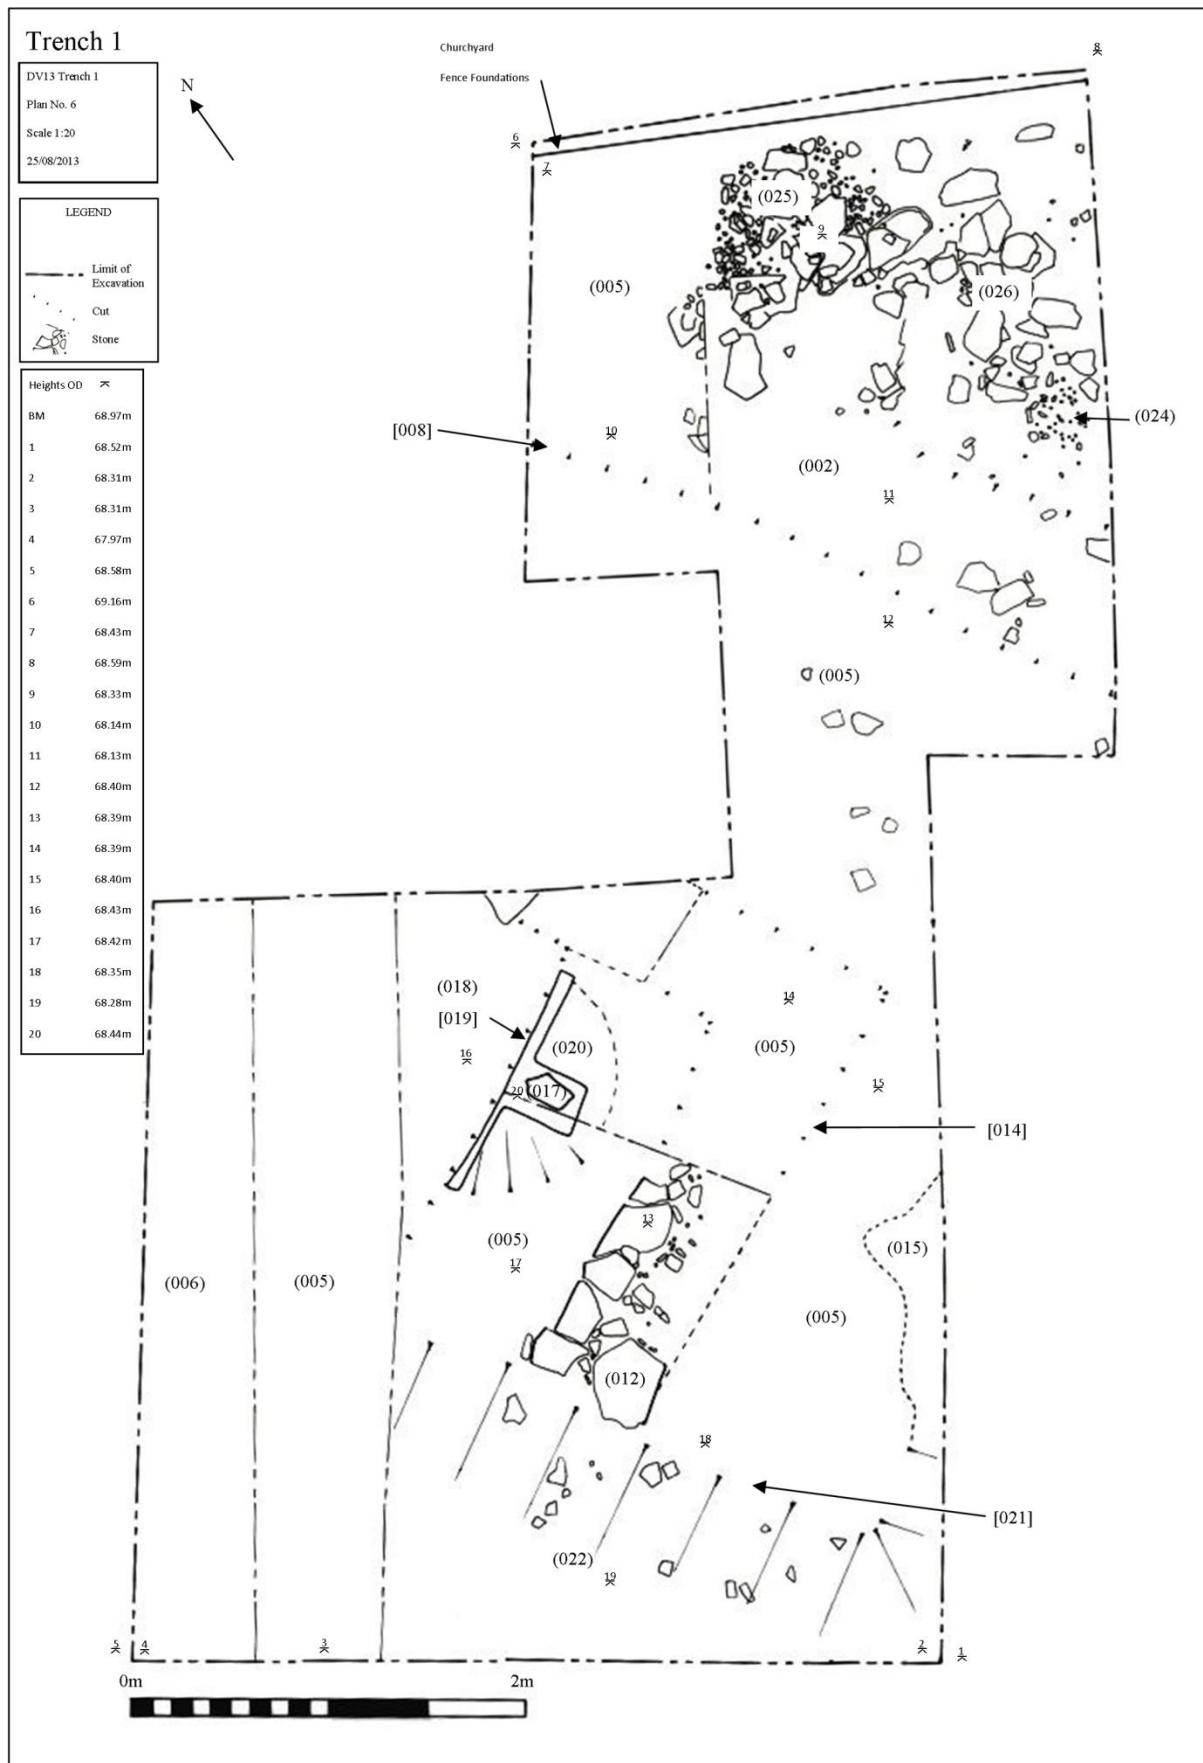 Trench 1
DV13 Trench 1
Plan No. 6
Scale 1:20
25/08/2013
N
Churchyard
Fence Foundations
LEGEND
Limit of
Excavation
Cut
Stone
Heights OD
BM 68.97m
1 68.52m
2 68.31m
3 68.31m
4 67.97m
5 68.58m
6 69.16m
7 68.43m
8 68.59m
9 68.33m
10 68.14m
11 68.13m
12 68.40m
13 68.39m
14 68.39m
15 68.40m
16 68.43m
17 68.42m
18 68.35m
19 68.28m
20 68.44m
8
6
7
(025)
9
(005)
(026)
[008]
10
(024)
(002)
11
12
(005)
(018)
14
[019]
(020)
(005)
16
15
20
(017)
[014]
13
(005)
(015)
17
(006)
(005)
(005)
(012)
18
[021]
(022)
19
5
4
3
2
1
0m
2m